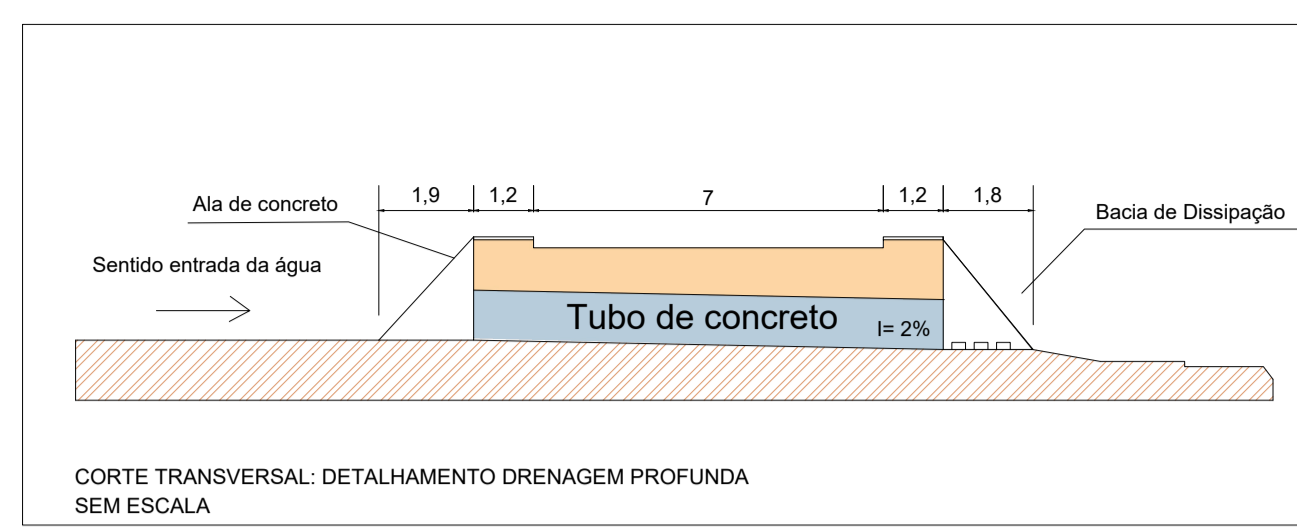 1,9 1,2 7 1,2 1,8
Ala de concreto
Bacia de Dissipação
Sentido entrada da água
Tubo de concreto
I= 2%
CORTE TRANSVERSAL: DETALHAMENTO DRENAGEM PROFUNDA
SEM ESCALA